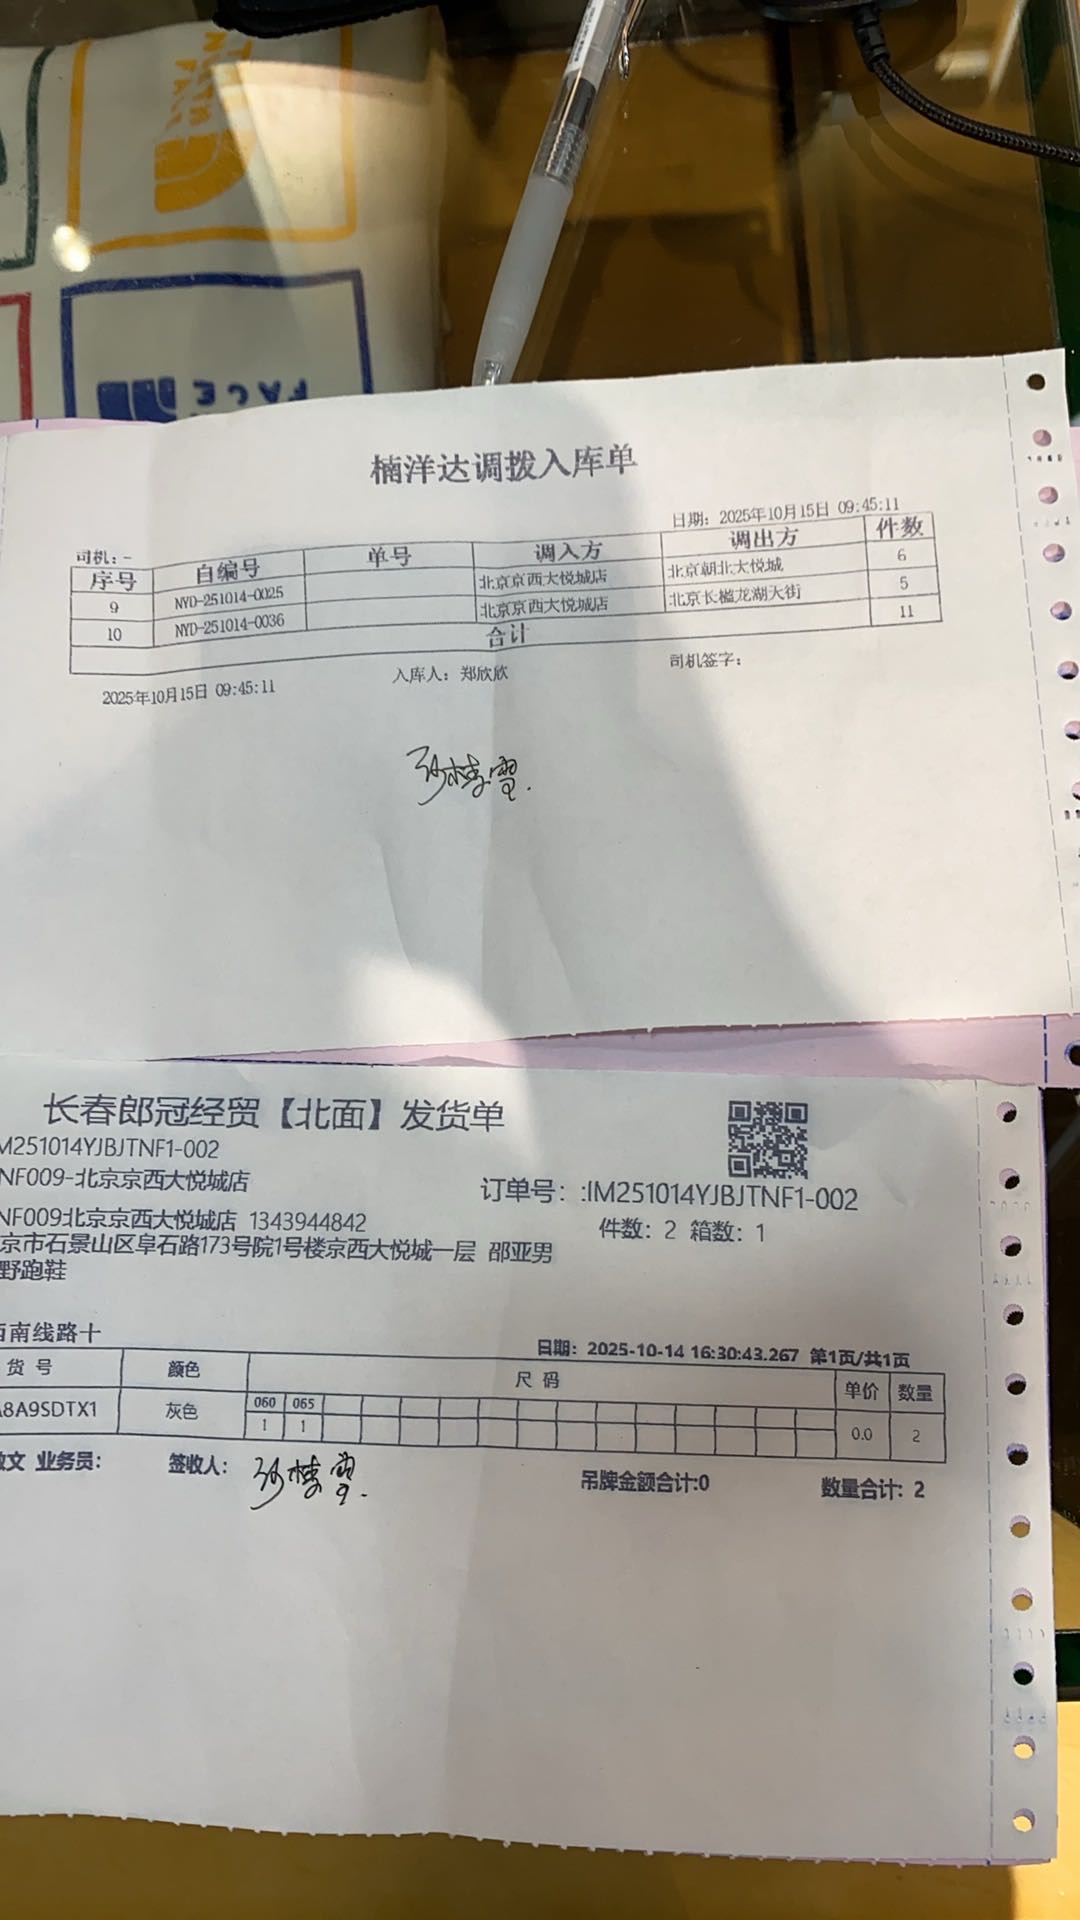 FACE
楠洋达调拨入库单
日期：2025年10月15日 09:45:11
司机：-
序号 自编号 单号 调入方 调出方 件数
9 NYD-251014-0025 北京京西大悦城店 北京朝北大悦城 6
10 NYD-251014-0036 北京京西大悦城店 北京长楹龙湖大街 5
合计 11
2025年10月15日 09:45:11 入库人：郑欣欣 司机签字：
长春郎冠经贸【北面】发货单
M251014YJBJTNF1-002
NF009-北京京西大悦城店
订单号：:IM251014YJBJTNF1-002
NF009北京京西大悦城店 1343944842
件数：2 箱数：1
京市石景山区阜石路173号院1号楼京西大悦城一层 邵亚男
野跑鞋
西南线路十
日期：2025-10-14 16:30:43.267 第1页/共1页
货号 颜色 尺码 单价 数量
A8A9SDTX1 灰色 060 065 0.0 2
1 1
文 业务员： 签收人： 吊牌金额合计:0 数量合计：2